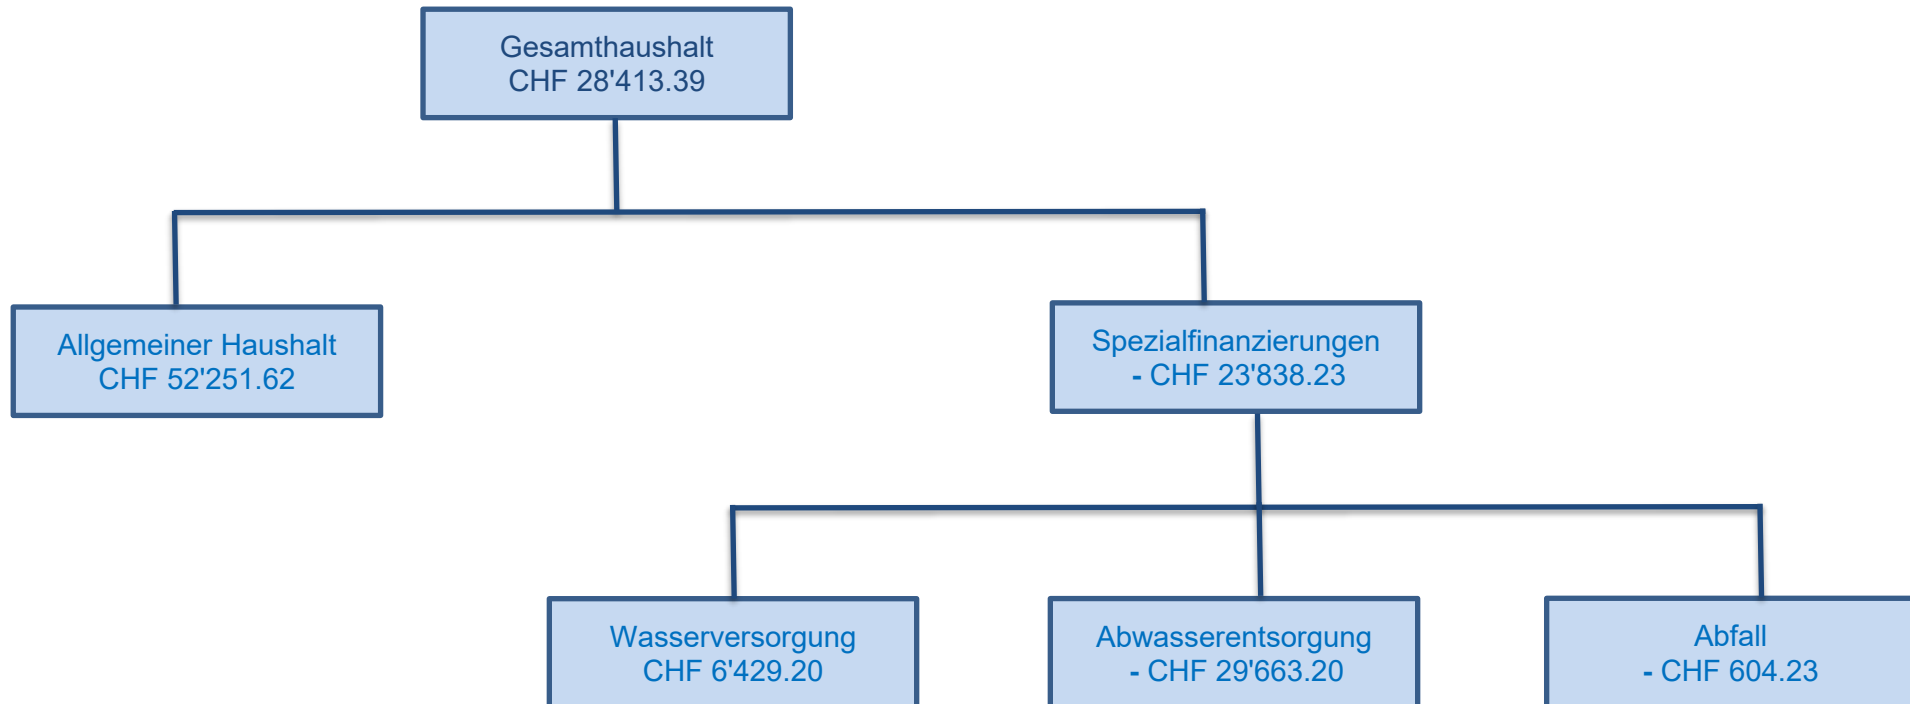 Gesamthaushalt
CHF 28'413.39
Allgemeiner Haushalt
CHF 52'251.62
Spezialfinanzierungen
- CHF 23'838.23
Wasserversorgung
CHF 6'429.20
Abwasserentsorgung
- CHF 29'663.20
Abfall
- CHF 604.23